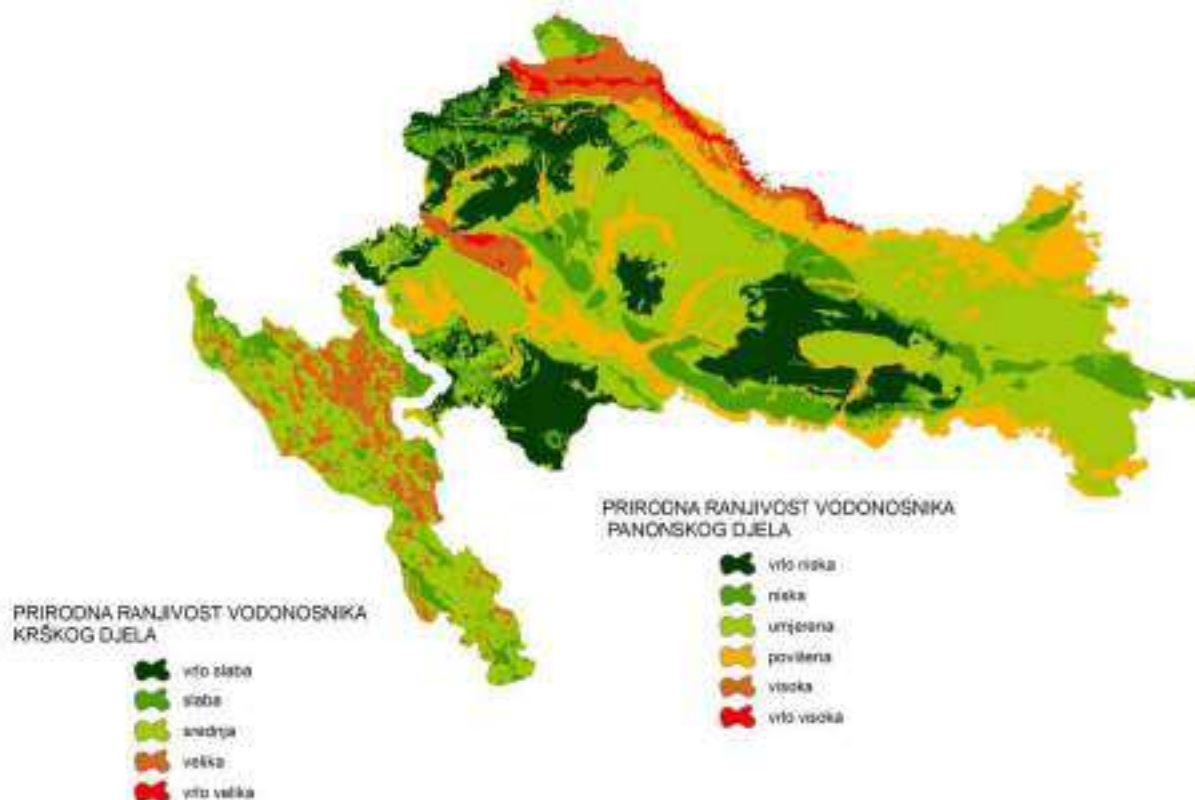 PRIRODNA RANJIVOST VODONOSNIKA
PANONSKOG DJELA
vrlo niska
niska
umjerena
povišena
visoka
vrlo visoka
PRIRODNA RANJIVOST VODONOSNIKA
KRŠKOG DJELA
vrlo slaba
slaba
srednja
velika
vrlo velika